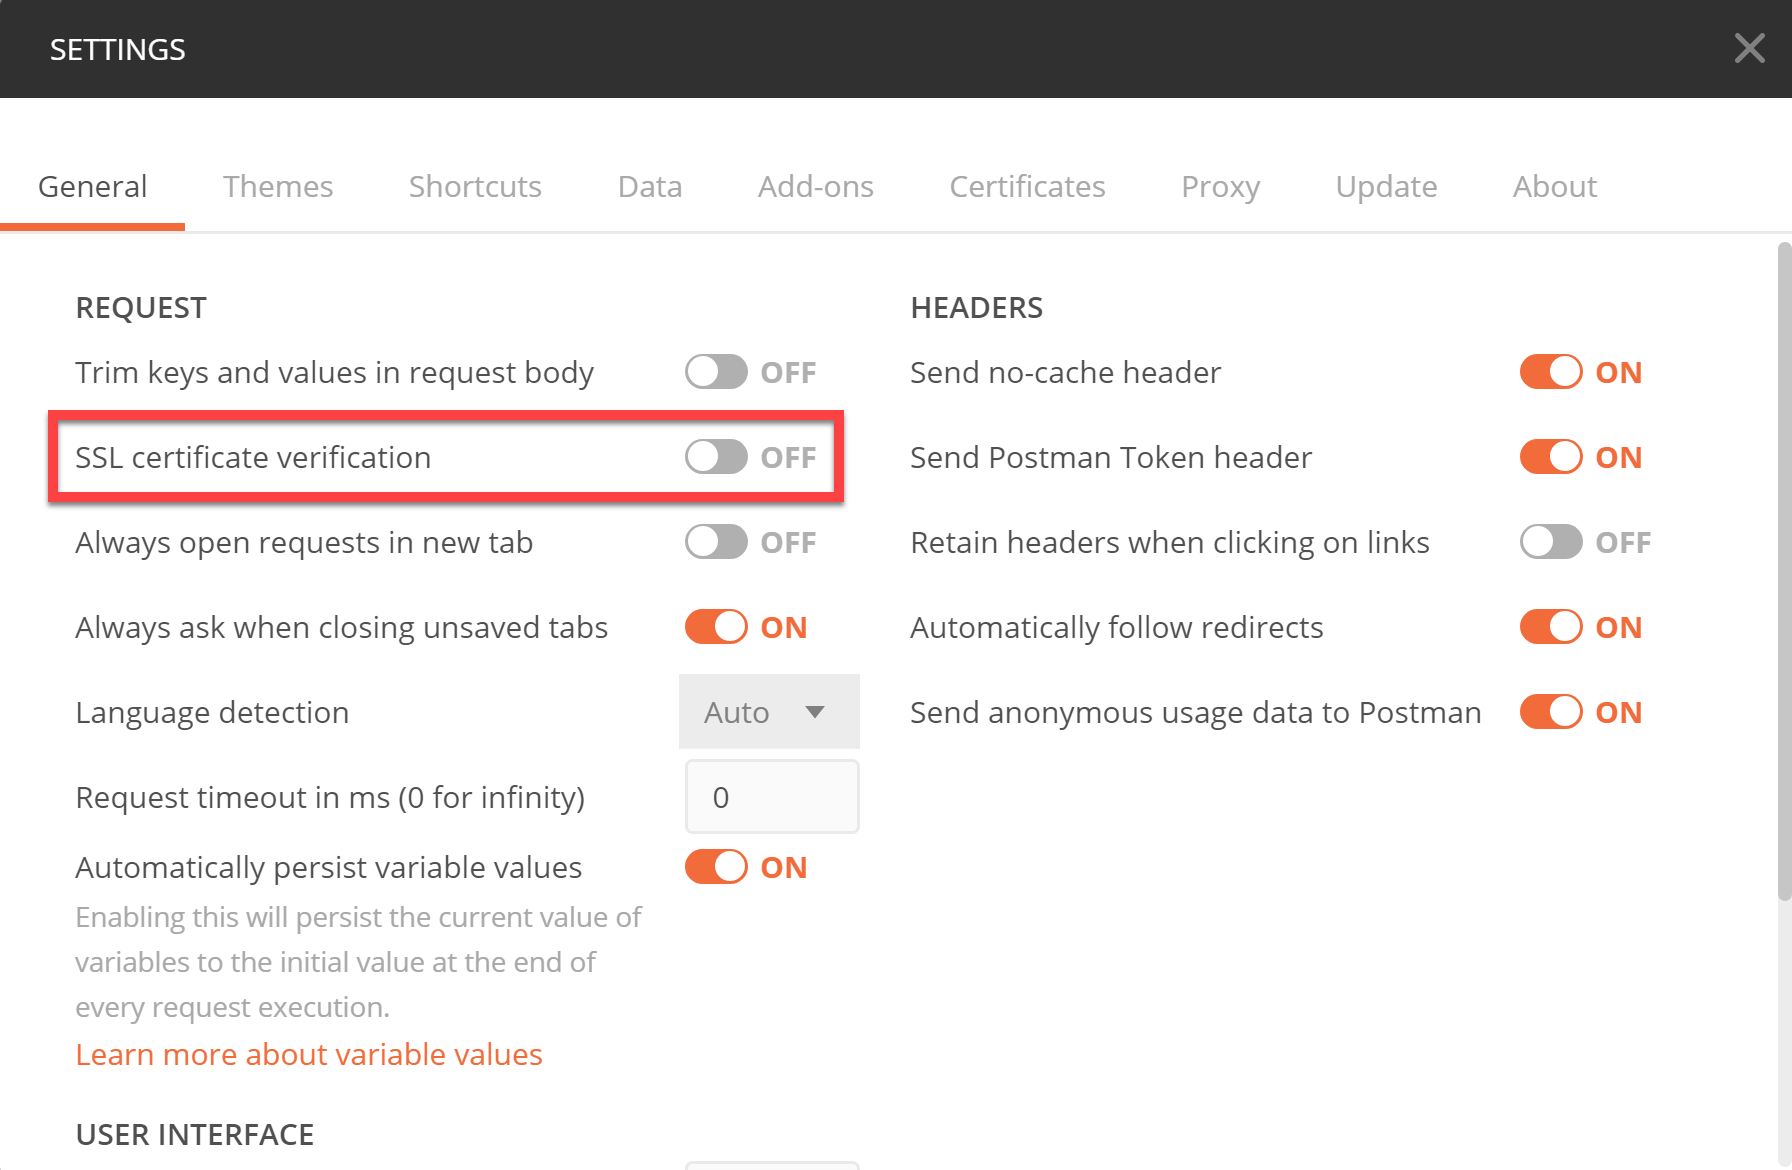 SETTINGS
General Themes Shortcuts Data Add-ons Certificates Proxy Update About
REQUEST
Trim keys and values in request body OFF
SSL certificate verification OFF
Always open requests in new tab OFF
Always ask when closing unsaved tabs ON
Language detection Auto
Request timeout in ms (0 for infinity) 0
Automatically persist variable values ON
Enabling this will persist the current value of
variables to the initial value at the end of
every request execution.
Learn more about variable values
USER INTERFACE
HEADERS
Send no-cache header ON
Send Postman Token header ON
Retain headers when clicking on links OFF
Automatically follow redirects ON
Send anonymous usage data to Postman ON